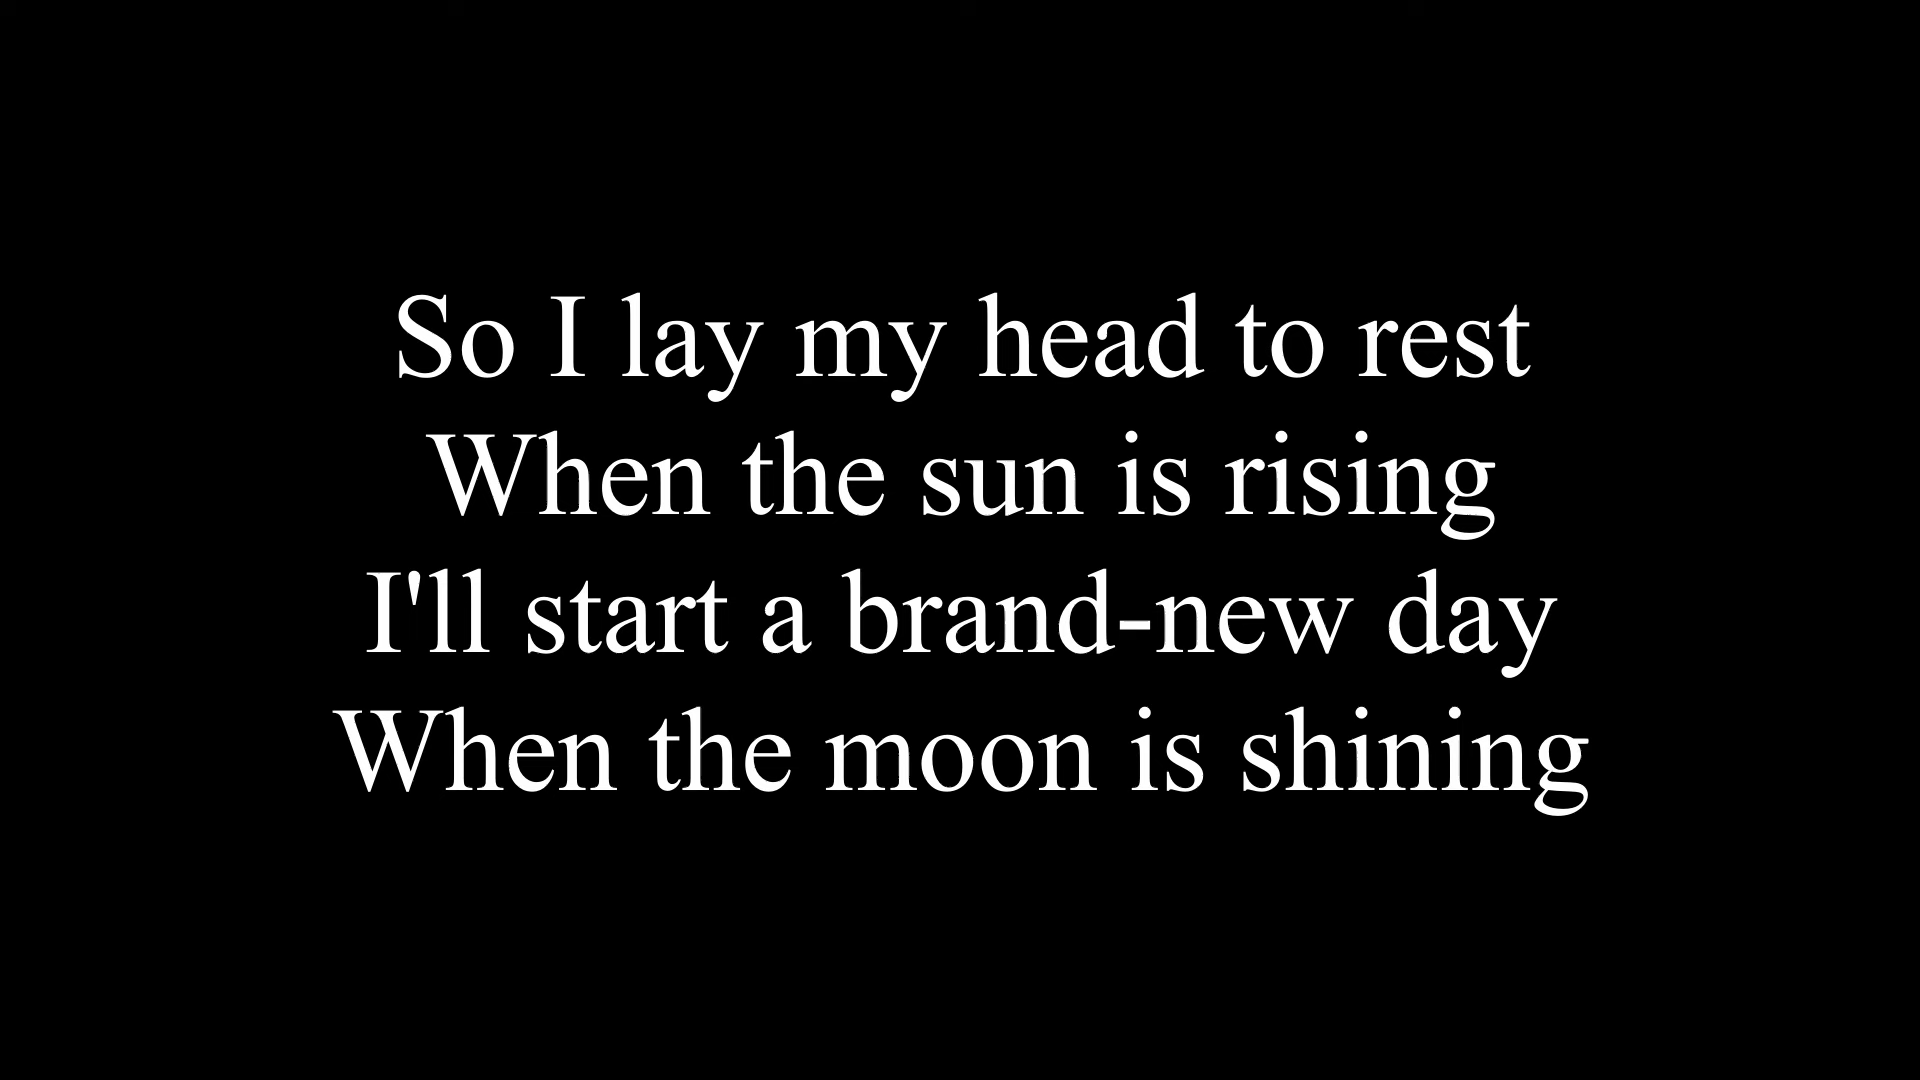 So I lay my head to rest
When the sun is rising
I'll start a brand-new day
When the moon is shining